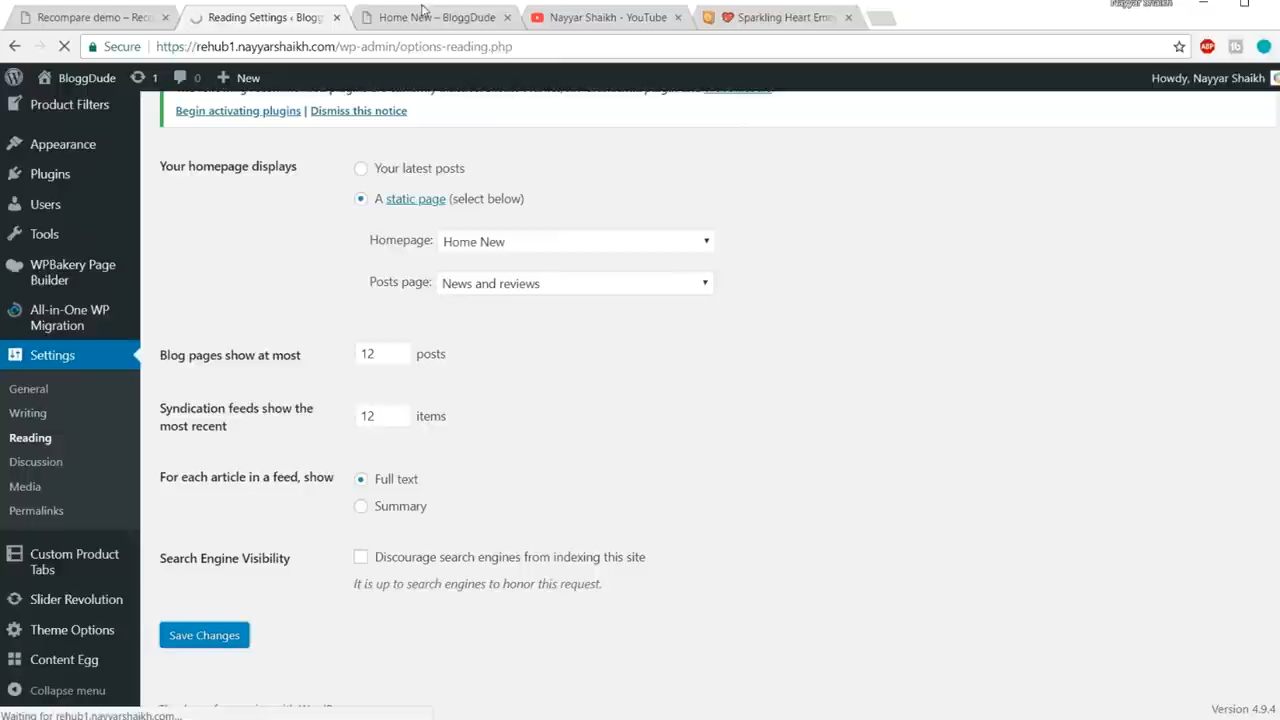 Recompare demo – Reco
Reading Settings ‹ Blogg
Home New – BloggDude
Nayyar Shaikh - YouTube
Sparkling Heart Em
Nayyar Shaikh
Secure
https://rehub1.nayyarshaikh.com/wp-admin/options-reading.php
ABP
BloggDude
1
0
New
Howdy, Nayyar Shaikh
Product Filters
Appearance
Plugins
Users
Tools
WPBakery Page
Builder
All-in-One WP
Migration
Settings
General
Writing
Reading
Discussion
Media
Permalinks
Custom Product
Tabs
Slider Revolution
Theme Options
Content Egg
Collapse menu
Begin activating plugins | Dismiss this notice
Your homepage displays
Your latest posts
A static page (select below)
Homepage: Home New
Posts page: News and reviews
Blog pages show at most
12 posts
Syndication feeds show the
most recent
12 items
For each article in a feed, show
Full text
Summary
Search Engine Visibility
Discourage search engines from indexing this site
It is up to search engines to honor this request.
Save Changes
Waiting for rehub1.nayyarshaikh.com...
Version 4.9.4